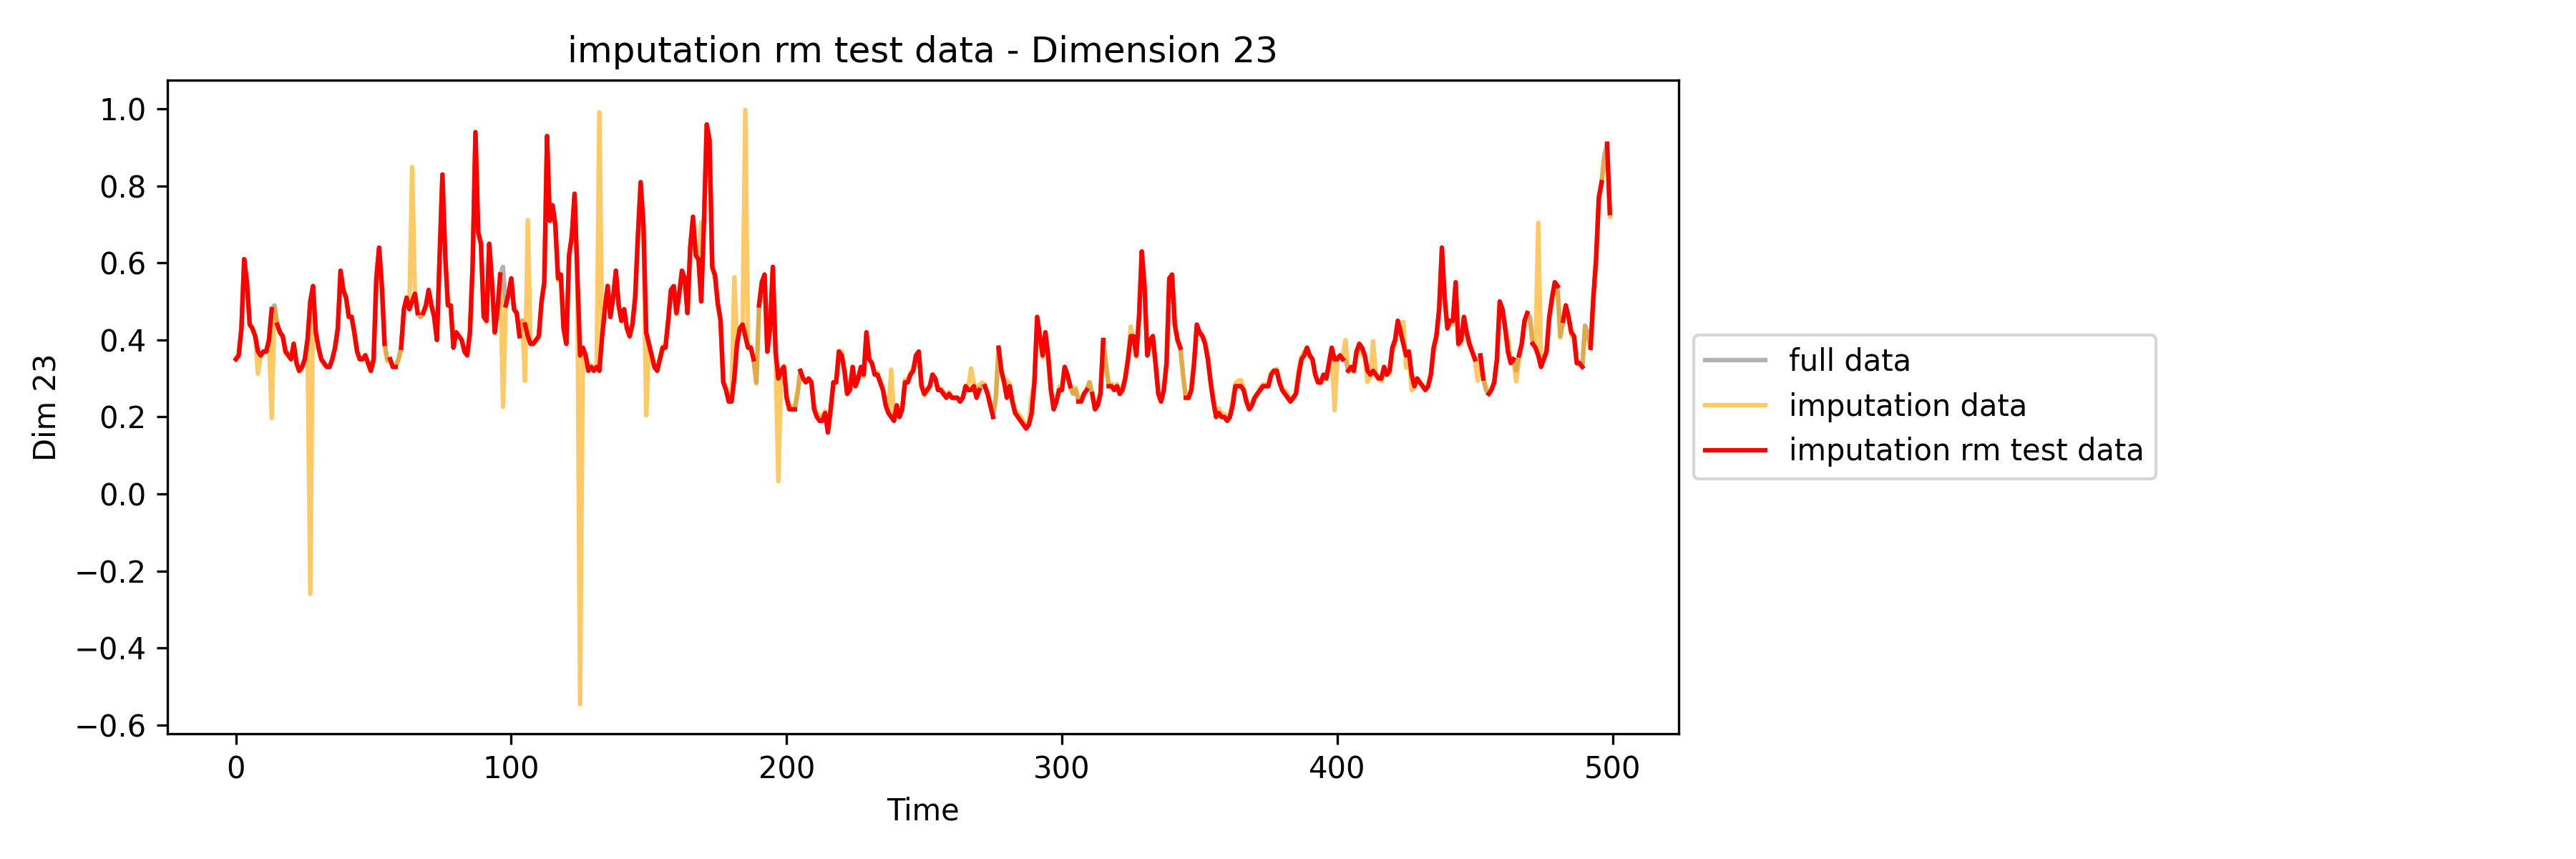 imputation rm test data - Dimension 23
1.0
0.8
0.6
0.4
0.2
0.0
−0.2
−0.4
−0.6
Dim 23
0 100 200 300 400 500
Time
full data
imputation data
imputation rm test data